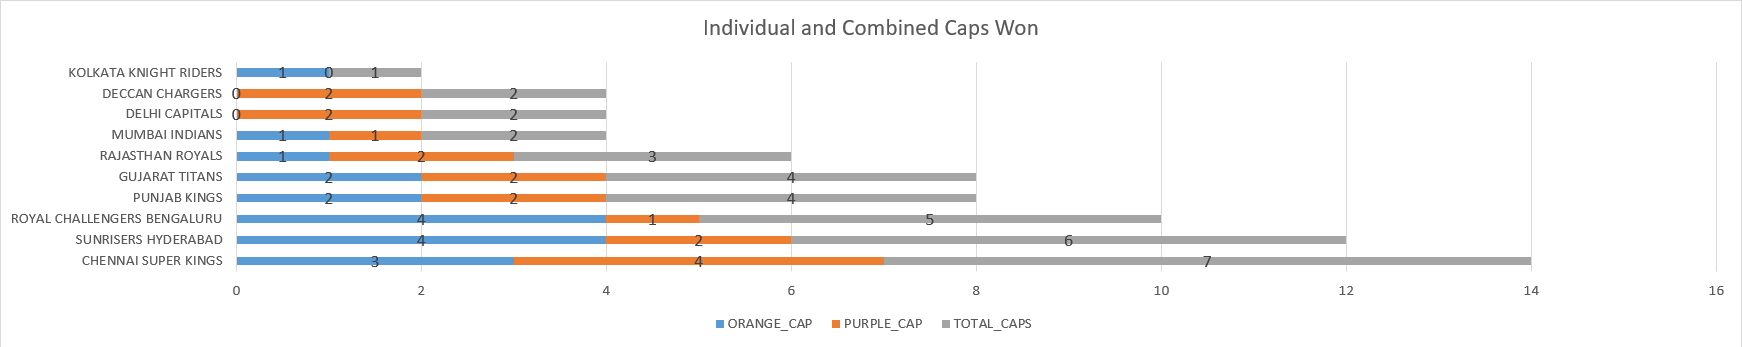 Individual and Combined Caps Won
KOLKATA KNIGHT RIDERS 1 0 1
DECCAN CHARGERS 0 2 2
DELHI CAPITALS 0 2 2
MUMBAI INDIANS 1 1 2
RAJASTHAN ROYALS 1 2 3
GUJARAT TITANS 2 2 4
PUNJAB KINGS 2 2 4
ROYAL CHALLENGERS BENGALURU 4 1 5
SUNRISERS HYDERABAD 4 2 6
CHENNAI SUPER KINGS 3 4 7
0 2 4 6 8 10 12 14 16
ORANGE_CAP PURPLE_CAP TOTAL_CAPS